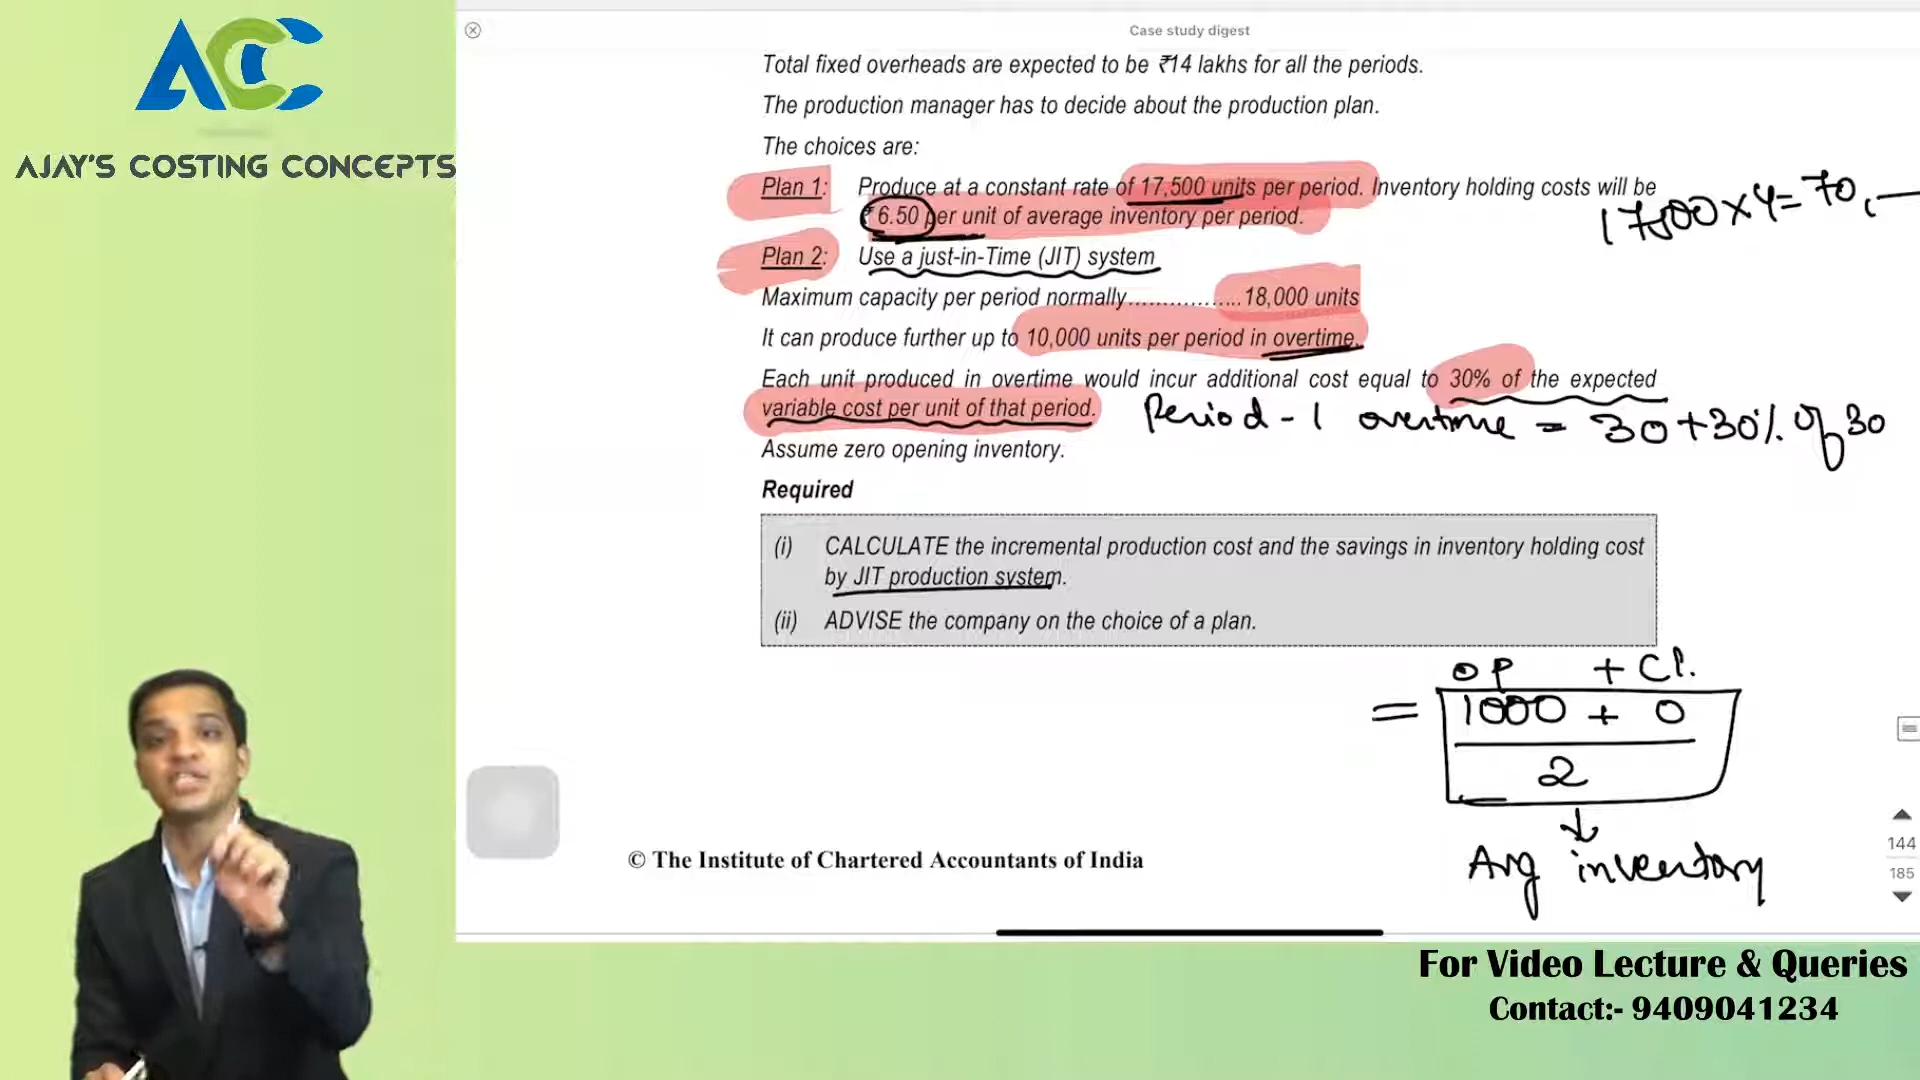 ACC
AJAY'S COSTING CONCEPTS
Case study digest
Total fixed overheads are expected to be ₹14 lakhs for all the periods.
The production manager has to decide about the production plan.
The choices are:
Plan 1: Produce at a constant rate of 17,500 units per period. Inventory holding costs will be
₹ 6.50 per unit of average inventory per period.
17500 x 4 = 70,
Plan 2: Use a just-in-Time (JIT) system
Maximum capacity per period normally...................18,000 units
It can produce further up to 10,000 units per period in overtime.
Each unit produced in overtime would incur additional cost equal to 30% of the expected
variable cost per unit of that period.
Period - 1 overtime = 30 + 30% of 30
Assume zero opening inventory.
Required
(i) CALCULATE the incremental production cost and the savings in inventory holding cost
by JIT production system.
(ii) ADVISE the company on the choice of a plan.
OP + Cl.
= 1000 + 0
2
Avg inventory
144
185
© The Institute of Chartered Accountants of India
For Video Lecture & Queries
Contact:- 9409041234